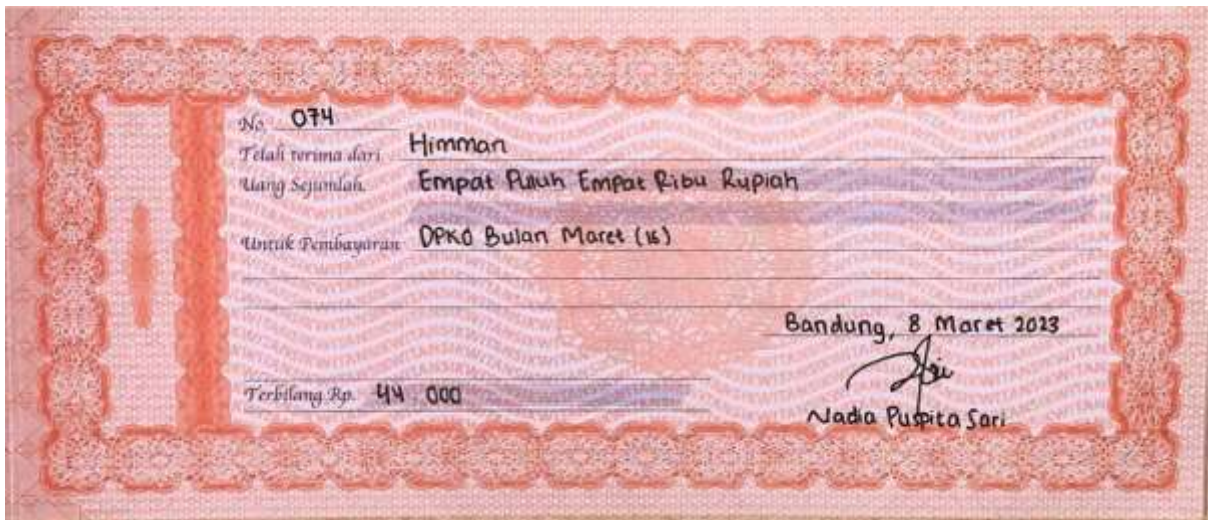 No. 074
Telah terima dari Himman
Uang Sejumlah Empat Puluh Empat Ribu Rupiah
Untuk Pembayaran DPKO Bulan Maret
Bandung, 8 Maret 2023
Terbilang Rp. 44.000
Nadia Puspita Sari